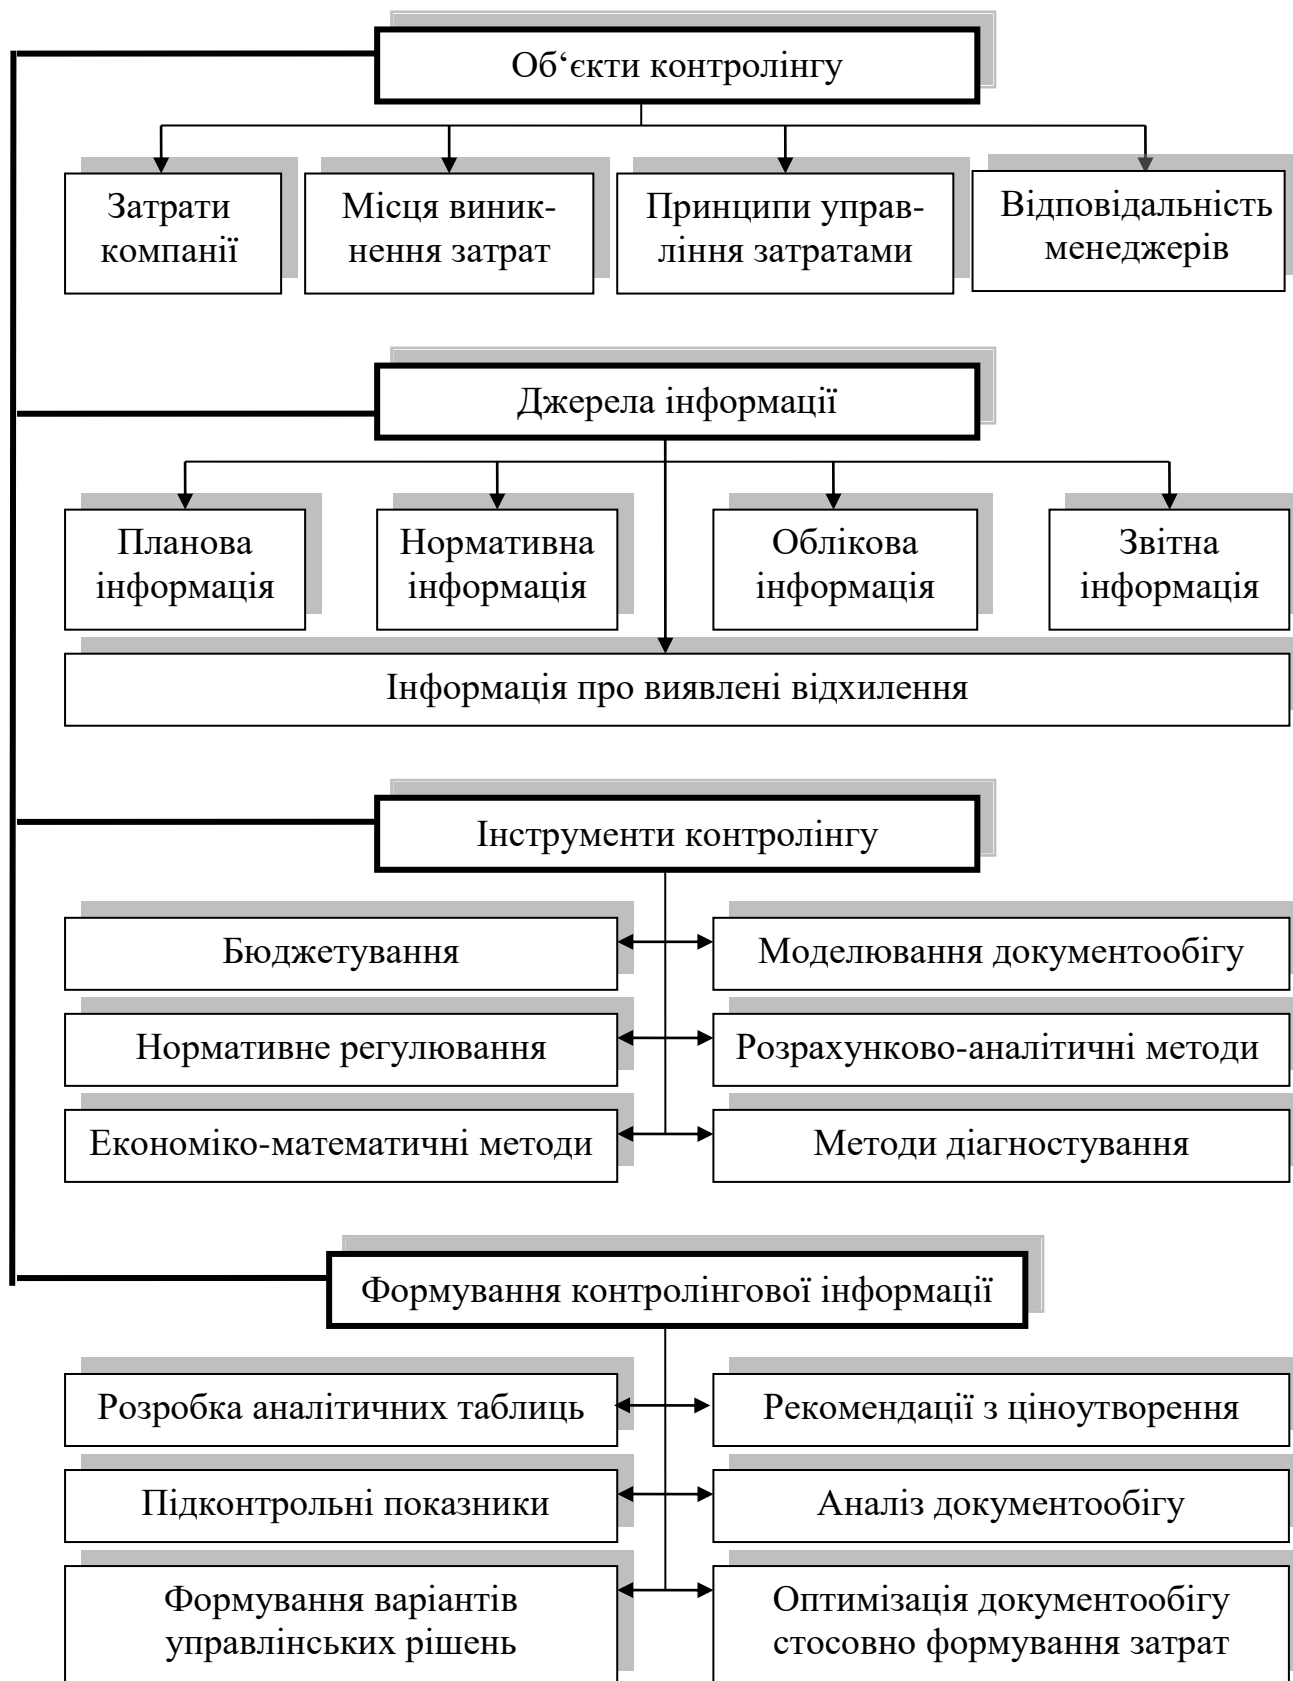 Об‘єкти контролінгу
Затрати
компанії
Місця виник-
нення затрат
Принципи управ-
ління затратами
Відповідальність
менеджерів
Джерела інформації
Планова
інформація
Нормативна
інформація
Облікова
інформація
Звітна
інформація
Інформація про виявлені відхилення
Інструменти контролінгу
Бюджетування
Моделювання документообігу
Нормативне регулювання
Розрахунково-аналітичні методи
Економіко-математичні методи
Методи діагностування
Формування контролінгової інформації
Розробка аналітичних таблиць
Рекомендації з ціноутворення
Підконтрольні показники
Аналіз документообігу
Формування варіантів
управлінських рішень
Оптимізація документообігу
стосовно формування затрат